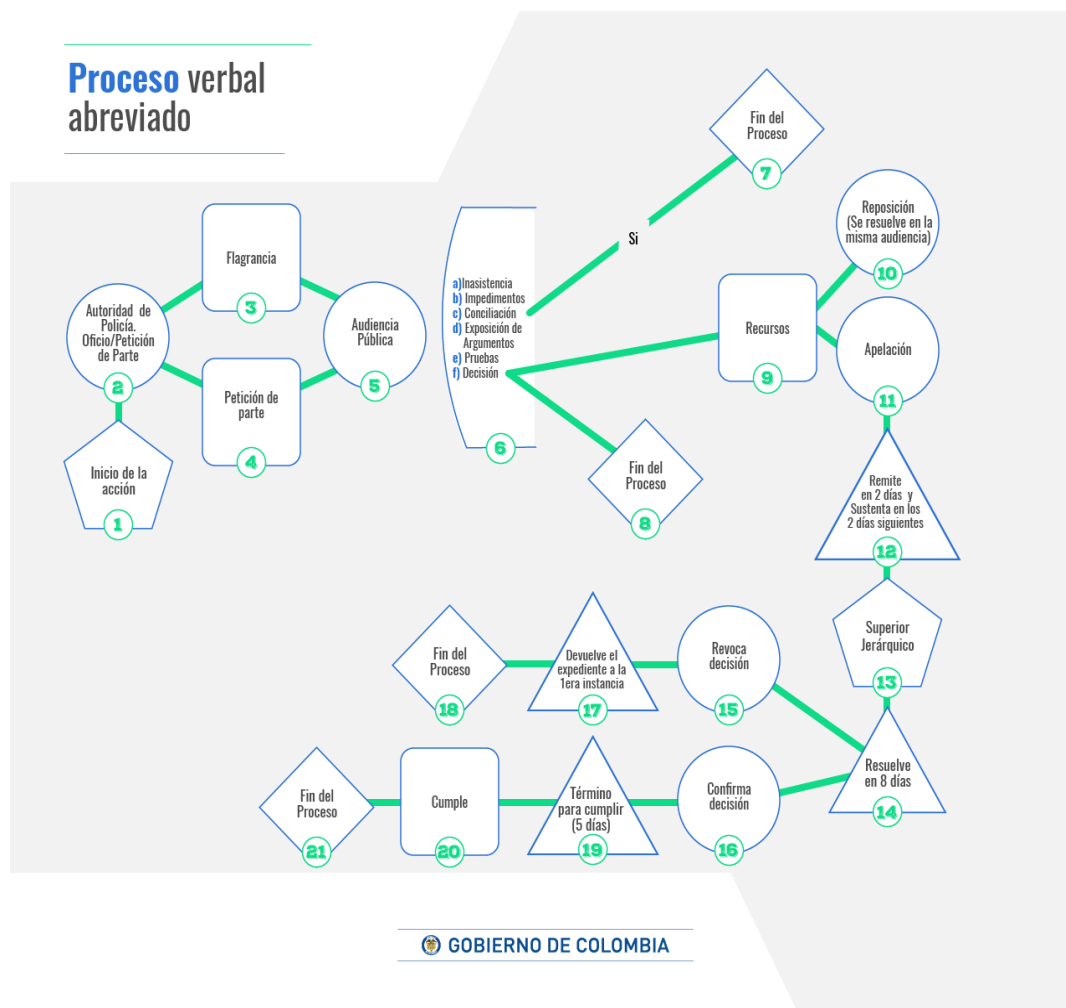 Proceso verbal
abreviado
Inicio de la
acción
1
Autoridad de
Policía.
Oficio/Petición
de Parte
2
Flagrancia
3
Petición de
parte
4
Audiencia
Pública
5
a)Inasistencia
b) Impedimentos
c) Conciliación
d) Exposición de
Argumentos
e) Pruebas
f) Decisión
6
Si
Fin del
Proceso
7
Fin del
Proceso
8
Recursos
9
Reposición
(Se resuelve en la
misma audiencia)
10
Apelación
11
Remite
en 2 días y
Sustenta en los
2 días siguientes
12
Superior
Jerárquico
13
Resuelve
en 8 días
14
Revoca
decisión
15
Confirma
decisión
16
Devuelve el
expediente a la
1era instancia
17
Fin del
Proceso
18
Término
para cumplir
(5 días)
19
Cumple
20
Fin del
Proceso
21
GOBIERNO DE COLOMBIA